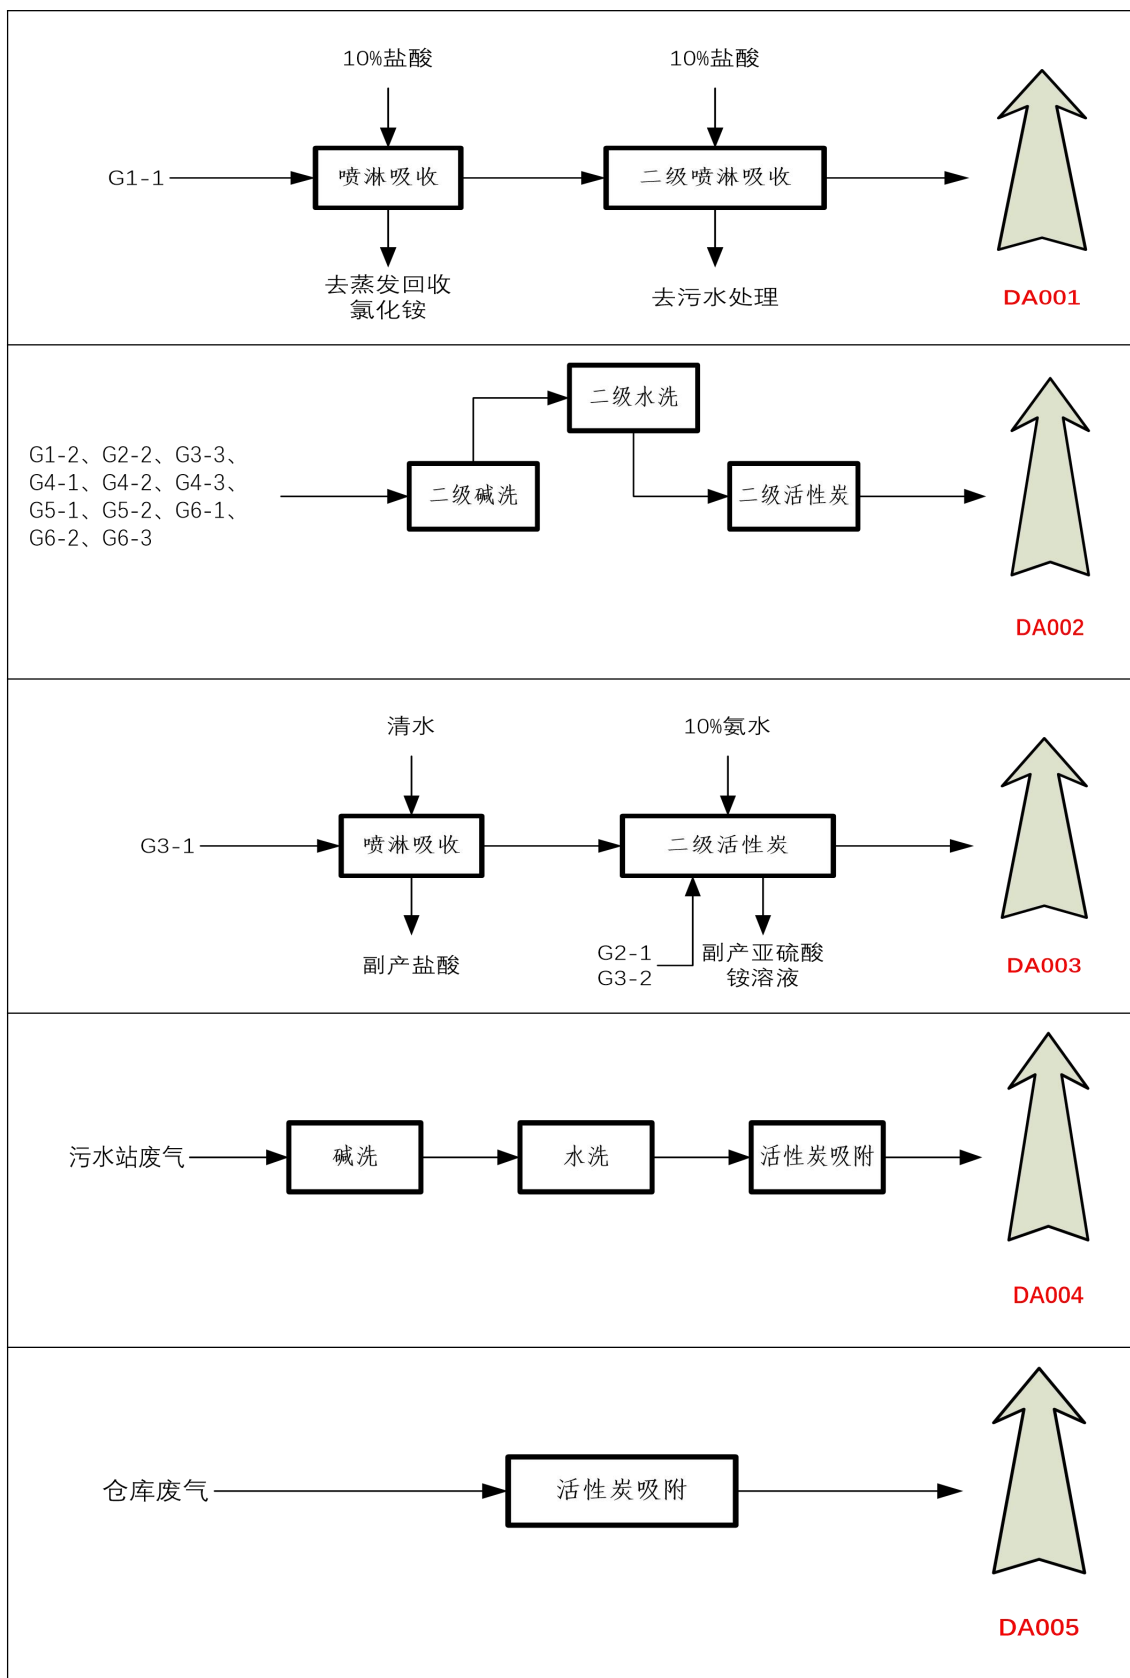 10%盐酸
10%盐酸
G1-1
喷淋吸收
二级喷淋吸收
去蒸发回收
氯化铵
去污水处理
DA001
二级水洗
G1-2、G2-2、G3-3、
G4-1、G4-2、G4-3、
G5-1、G5-2、G6-1、
G6-2、G6-3
二级碱洗
二级活性炭
DA002
清水
10%氨水
G3-1
喷淋吸收
二级活性炭
副产盐酸
G2-1
G3-2
副产亚硫酸
铵溶液
DA003
污水站废气
碱洗
水洗
活性炭吸附
DA004
仓库废气
活性炭吸附
DA005